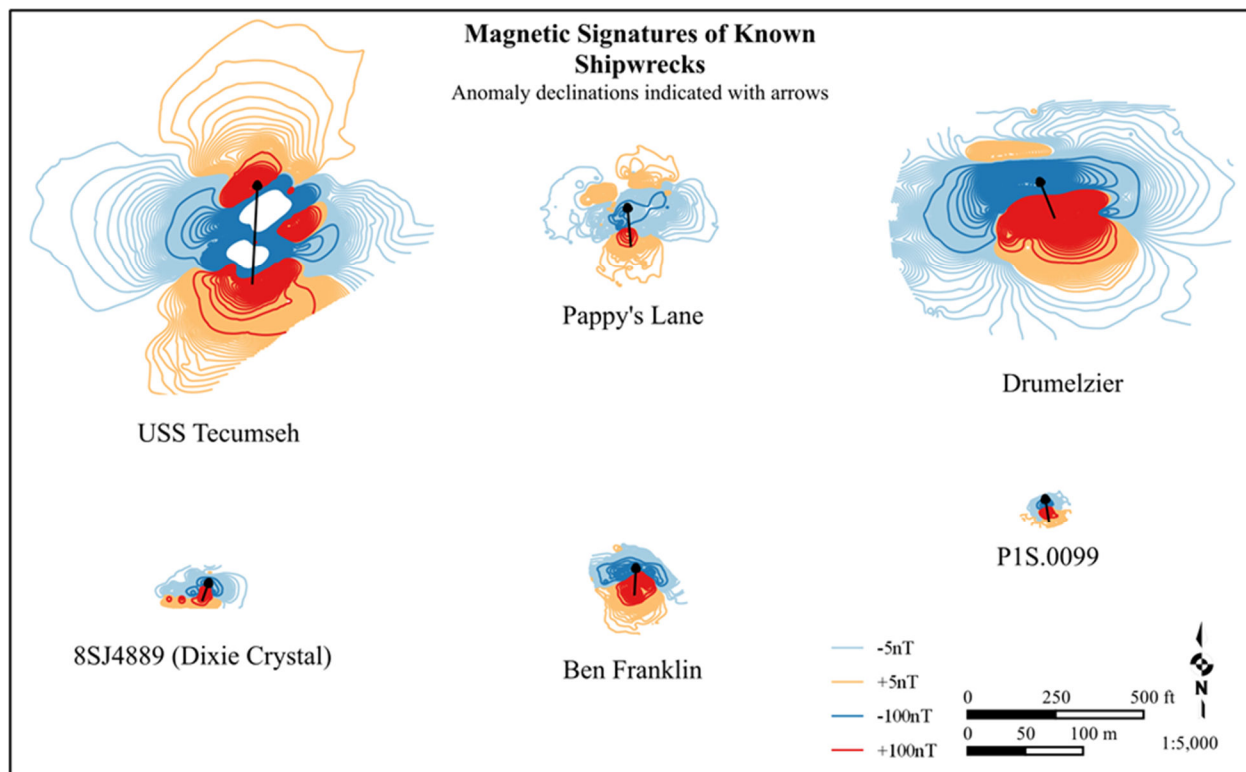 Magnetic Signatures of Known
Shipwrecks
Anomaly declinations indicated with arrows
USS Tecumseh
Pappy's Lane
Drumelzier
8SJ4889 (Dixie Crystal)
Ben Franklin
P1S.0099
-5nT
+5nT
-100nT
+100nT
0 250 500 ft
0 50 100 m
N
1:5,000